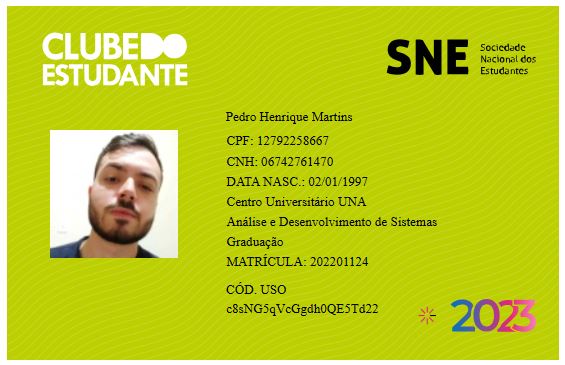 CLUBE DO
ESTUDANTE
SNE
Sociedade
Nacional dos
Estudantes
Pedro Henrique Martins
CPF: 12792258667
CNH: 06742761470
DATA NASC.: 02/01/1997
Centro Universitário UNA
Análise e Desenvolvimento de Sistemas
Graduação
MATRÍCULA: 202201124
CÓD. USO
c8sNG5qVcGgdh0QE5Td22
2023